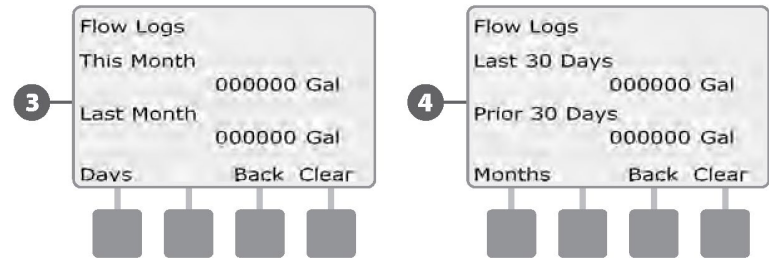 3
Flow Logs
This Month
000000 Gal
Last Month
000000 Gal
Days Back Clear
4
Flow Logs
Last 30 Days
000000 Gal
Prior 30 Days
000000 Gal
Months Back Clear